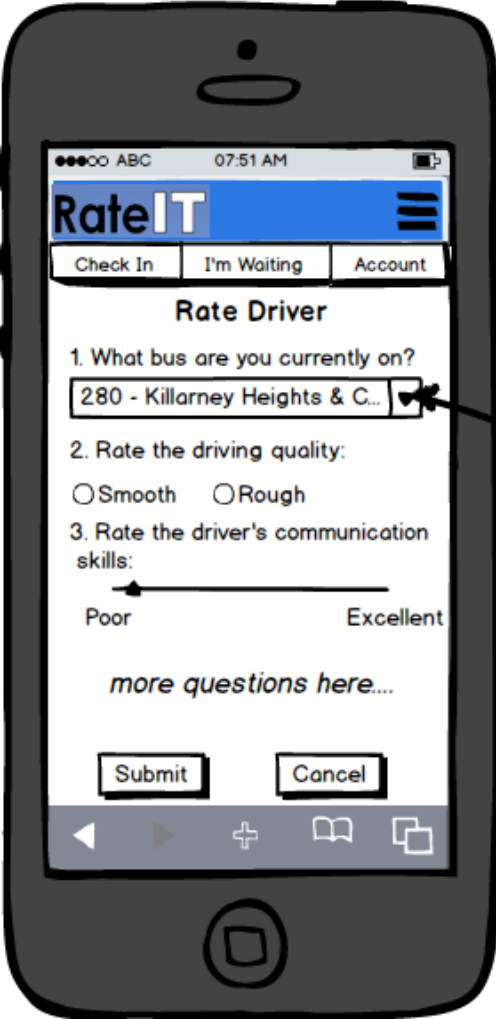 ABC 07:51 AM
RateIT
Check In I'm Waiting Account
Rate Driver
1. What bus are you currently on?
280 - Killarney Heights & C...
2. Rate the driving quality:
Smooth Rough
3. Rate the driver's communication
skills:
Poor Excellent
more questions here....
Submit Cancel